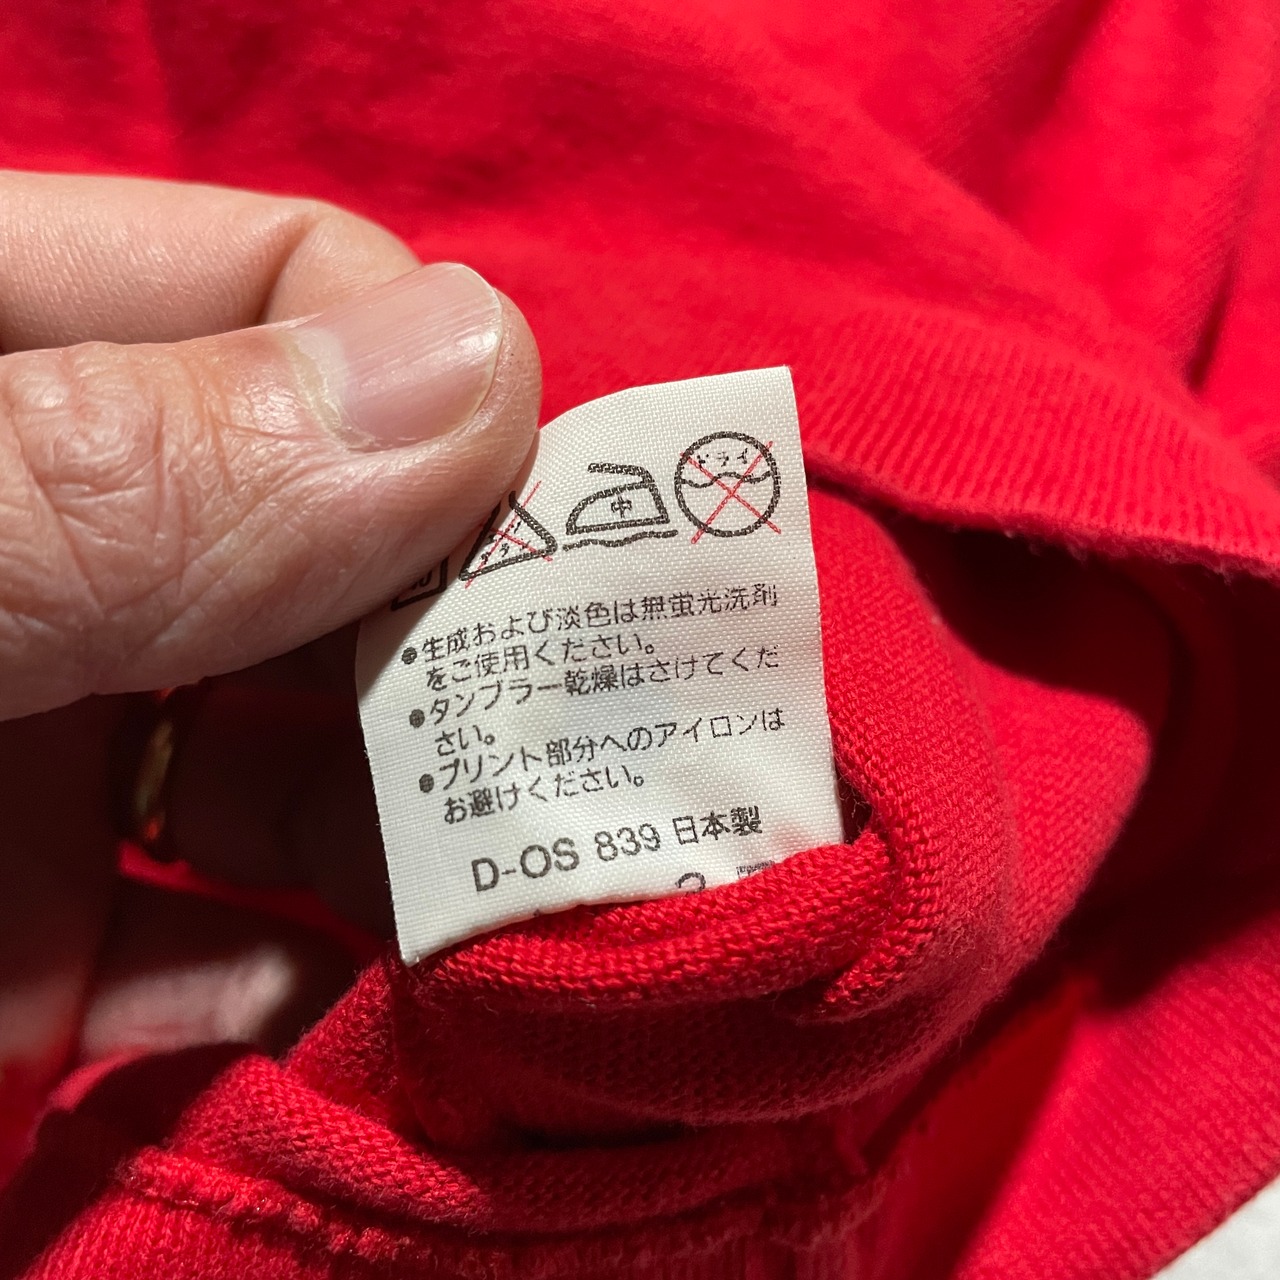 中
ドライ
●生成および淡色は無蛍光洗剤
をご使用ください。
●タンブラー乾燥はさけてくだ
さい。
●プリント部分へのアイロンは
お避けください。
D-OS 839 日本製